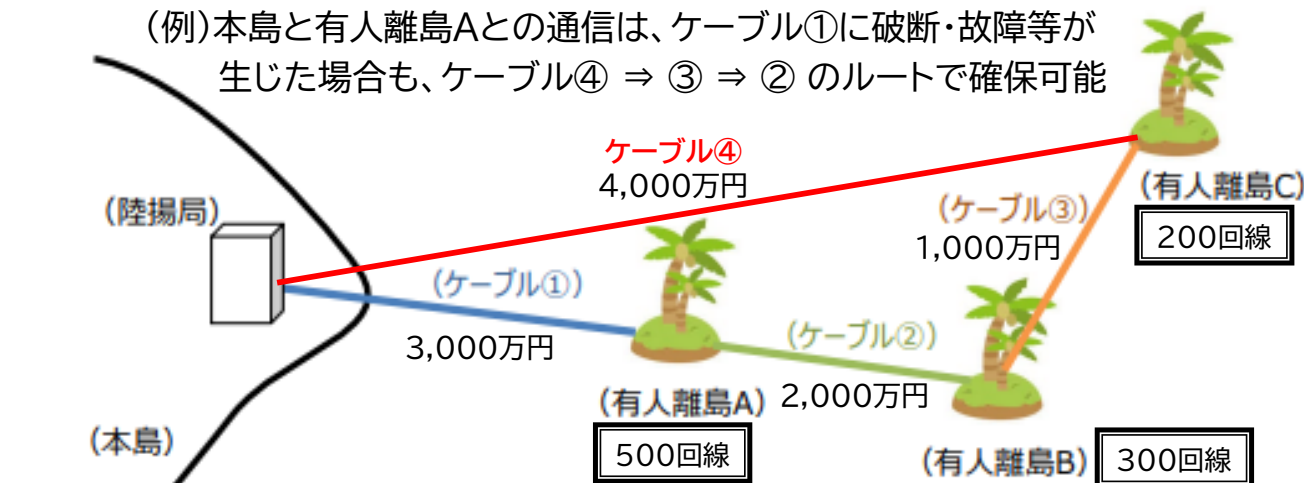 (例)本島と有人離島Aとの通信は、ケーブル①に破断・故障等が
生じた場合も、ケーブル④ ⇒ ③ ⇒ ② のルートで確保可能
ケーブル④
4,000万円
(陸揚局)
(ケーブル③)
1,000万円
(有人離島C)
200回線
(ケーブル①)
3,000万円
(ケーブル②)
2,000万円
(有人離島A)
500回線
(本島)
(有人離島B)
300回線